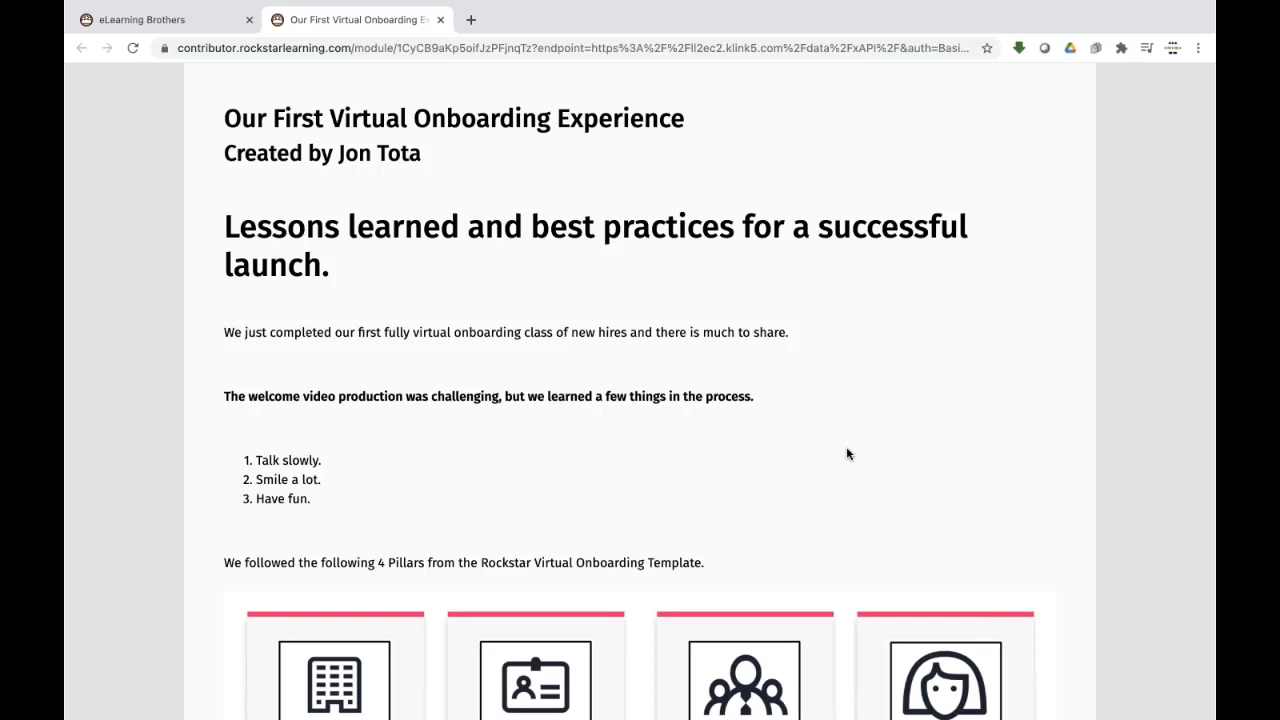 eLearning Brothers
Our First Virtual Onboarding E
contributor.rockstarlearning.com/module/1CyCB9aKp5oifJzPFjnqTz?endpoint=https%3A%2F%2Fll2ec2.klink5.com%2Fdata%2FxAPI%2F&auth=Basi...
Our First Virtual Onboarding Experience
Created by Jon Tota
Lessons learned and best practices for a successful
launch.
We just completed our first fully virtual onboarding class of new hires and there is much to share.
The welcome video production was challenging, but we learned a few things in the process.
1. Talk slowly.
2. Smile a lot.
3. Have fun.
We followed the following 4 Pillars from the Rockstar Virtual Onboarding Template.